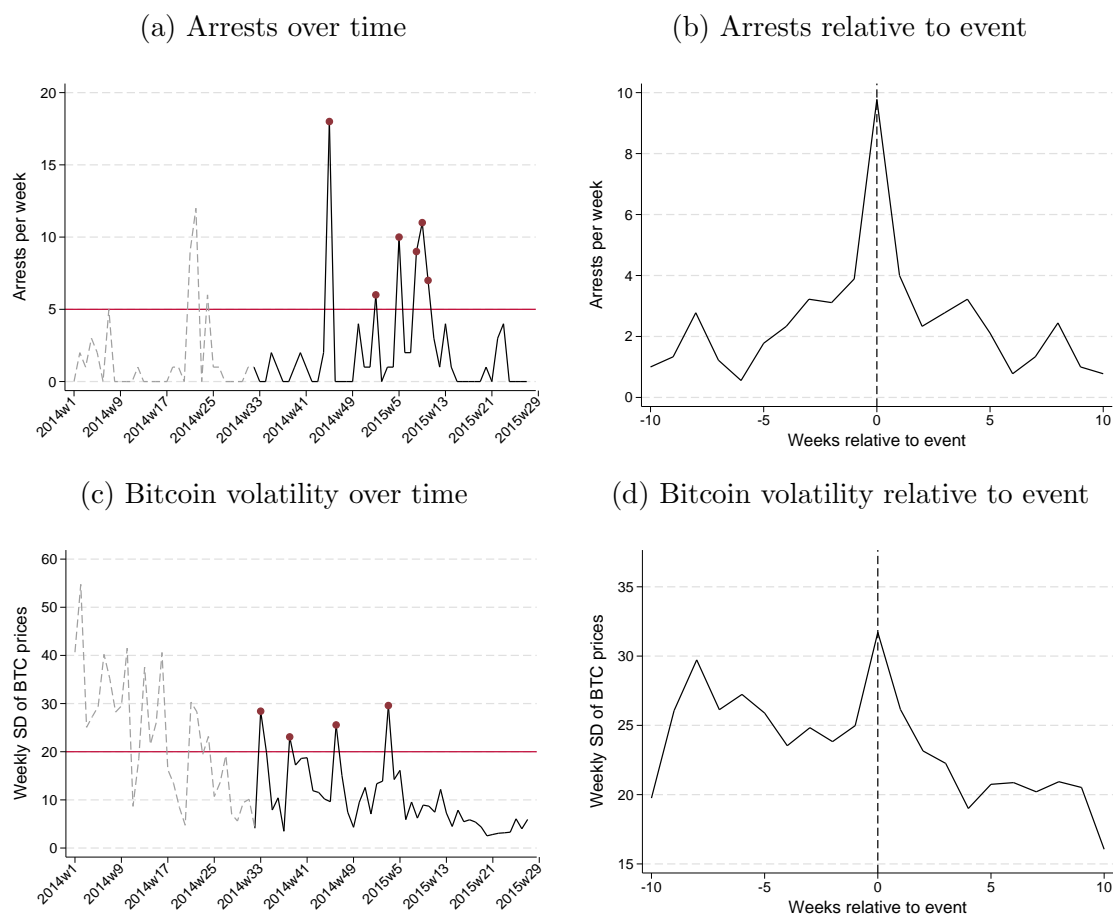 (a) Arrests over time
(b) Arrests relative to event
20
15
10
5
0
Arrests per week
2014w1
2014w9
2014w17
2014w25
2014w33
2014w41
2014w49
2015w5
2015w13
2015w21
2015w29
10
8
6
4
2
0
Arrests per week
-10
-5
0
5
10
Weeks relative to event
(c) Bitcoin volatility over time
(d) Bitcoin volatility relative to event
60
50
40
30
20
10
0
Weekly SD of BTC prices
2014w1
2014w9
2014w17
2014w25
2014w33
2014w41
2014w49
2015w5
2015w13
2015w21
2015w29
35
30
25
20
15
Weekly SD of BTC prices
-10
-5
0
5
10
Weeks relative to event